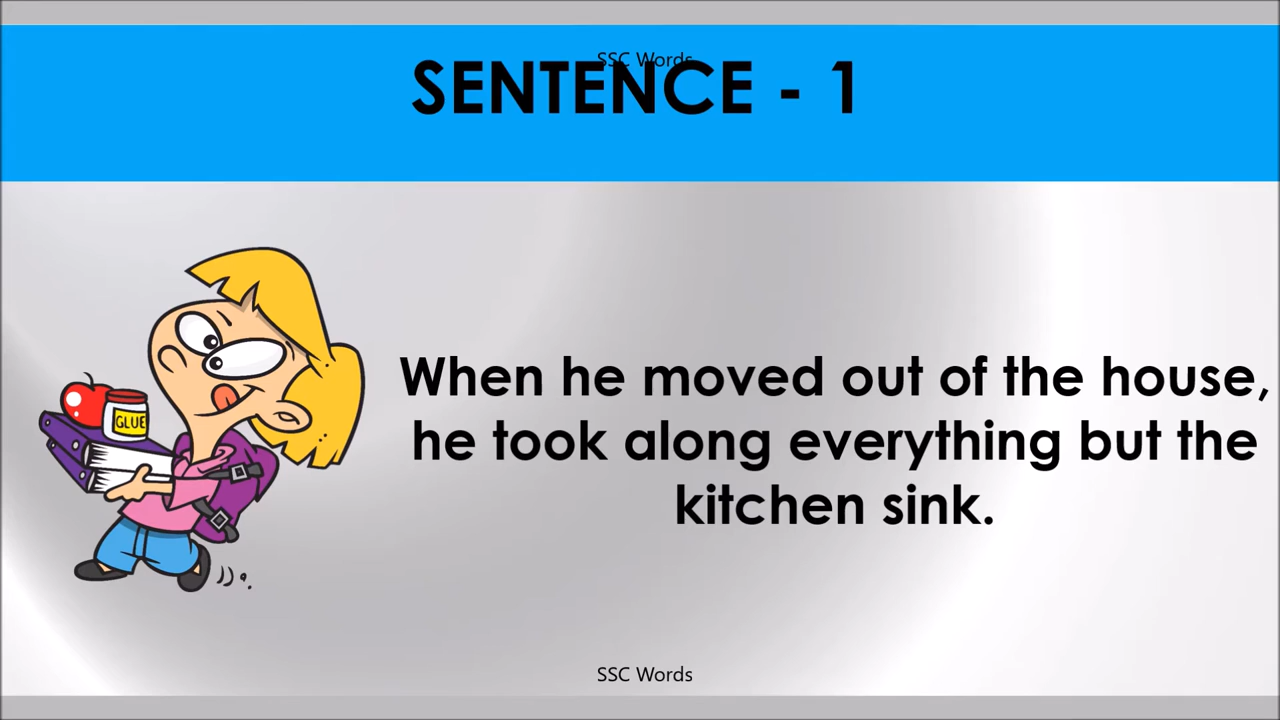 SSC Words
SENTENCE - 1
When he moved out of the house,
he took along everything but the
kitchen sink.
GLUE
SSC Words